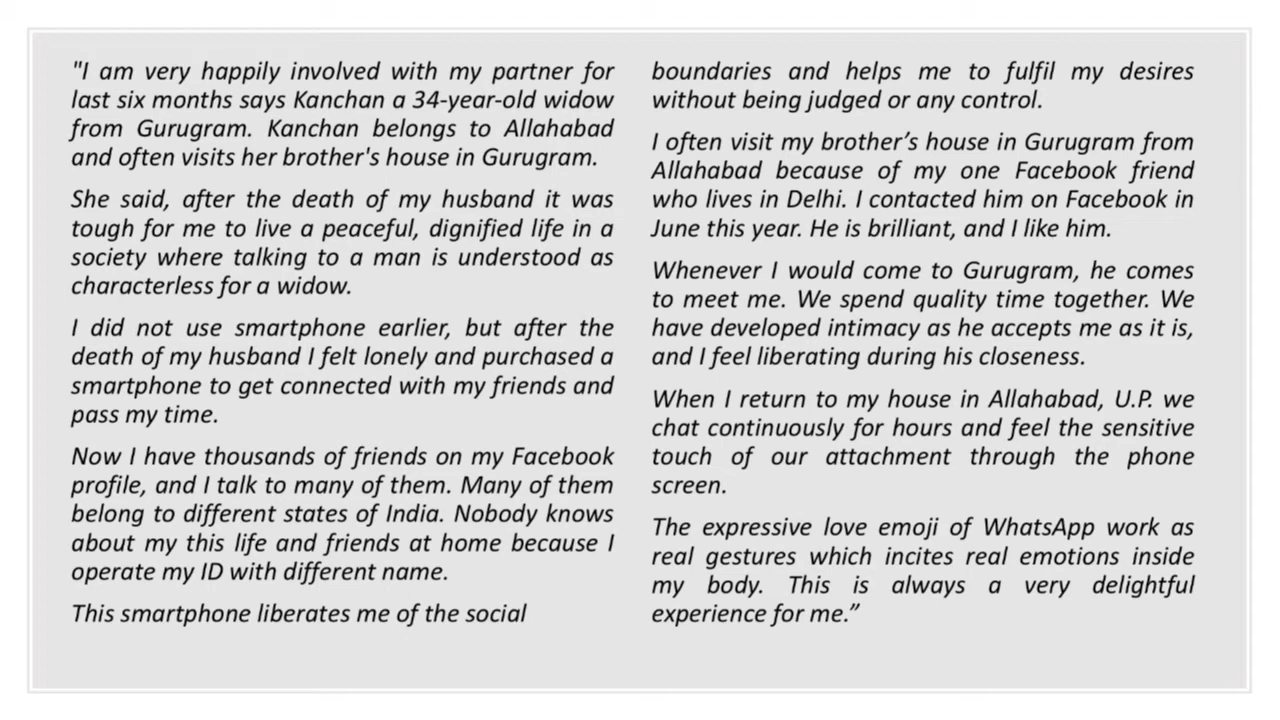 "I am very happily involved with my partner for
last six months says Kanchan a 34-year-old widow
from Gurugram. Kanchan belongs to Allahabad
and often visits her brother's house in Gurugram.
She said, after the death of my husband it was
tough for me to live a peaceful, dignified life in a
society where talking to a man is understood as
characterless for a widow.
I did not use smartphone earlier, but after the
death of my husband I felt lonely and purchased a
smartphone to get connected with my friends and
pass my time.
Now I have thousands of friends on my Facebook
profile, and I talk to many of them. Many of them
belong to different states of India. Nobody knows
about my this life and friends at home because I
operate my ID with different name.
This smartphone liberates me of the social
boundaries and helps me to fulfil my desires
without being judged or any control.
I often visit my brother’s house in Gurugram from
Allahabad because of my one Facebook friend
who lives in Delhi. I contacted him on Facebook in
June this year. He is brilliant, and I like him.
Whenever I would come to Gurugram, he comes
to meet me. We spend quality time together. We
have developed intimacy as he accepts me as it is,
and I feel liberating during his closeness.
When I return to my house in Allahabad, U.P. we
chat continuously for hours and feel the sensitive
touch of our attachment through the phone
screen.
The expressive love emoji of WhatsApp work as
real gestures which incites real emotions inside
my body. This is always a very delightful
experience for me.”